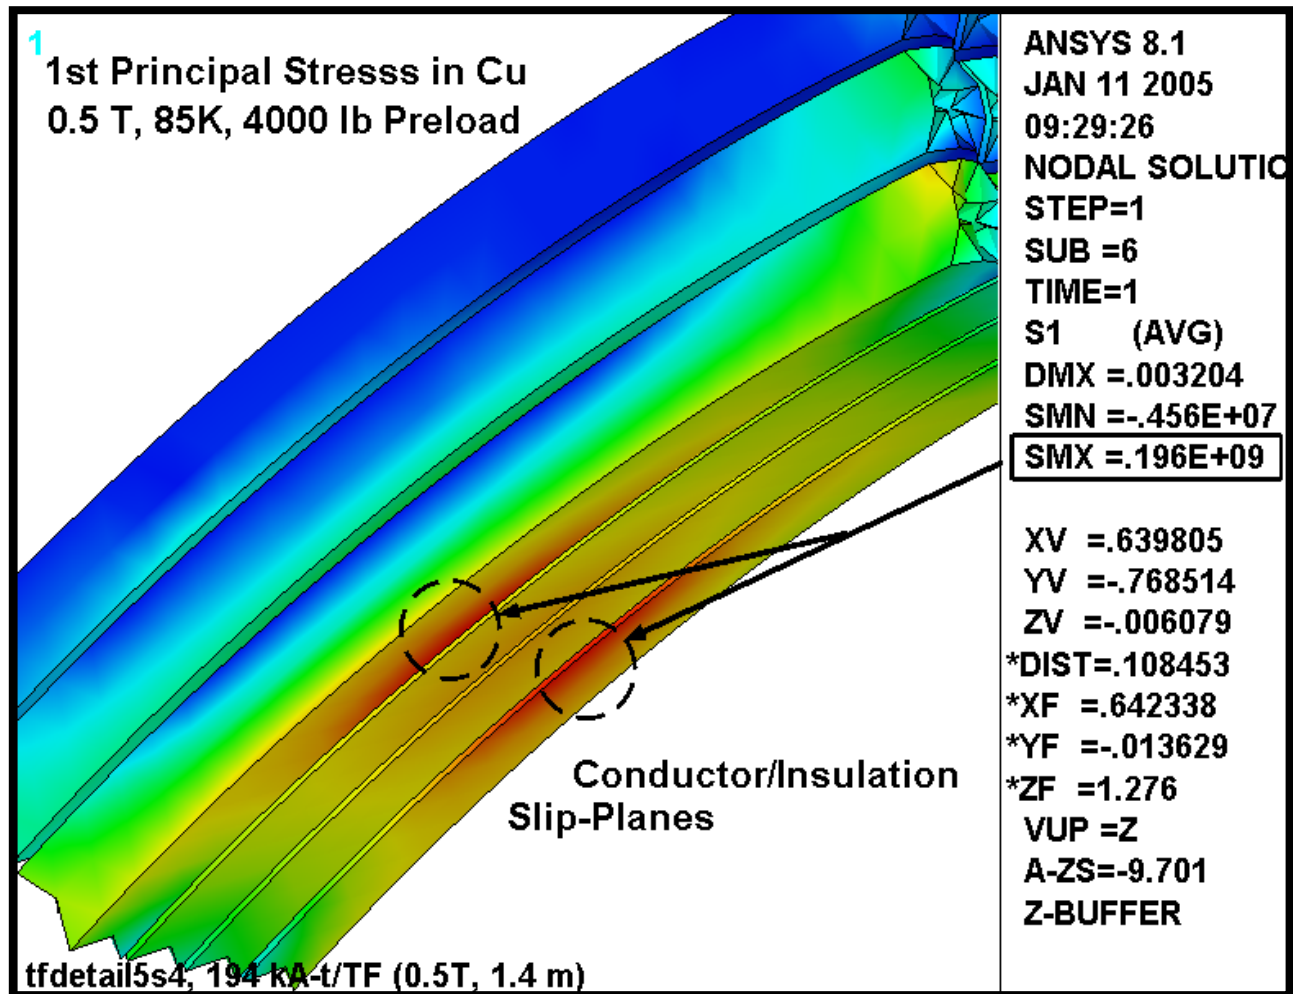 1
1st Principal Stresss in Cu
0.5 T, 85K, 4000 lb Preload
ANSYS 8.1
JAN 11 2005
09:29:26
NODAL SOLUTIO
STEP=1
SUB =6
TIME=1
S1 (AVG)
DMX =.003204
SMN =-.456E+07
SMX =.196E+09
XV =.639805
YV =-.768514
ZV =-.006079
*DIST=.108453
*XF =.642338
*YF =-.013629
*ZF =1.276
VUP =Z
A-ZS=-9.701
Z-BUFFER
Conductor/Insulation
Slip-Planes
tfdetail5s4, 194 kA-t/TF (0.5T, 1.4 m)